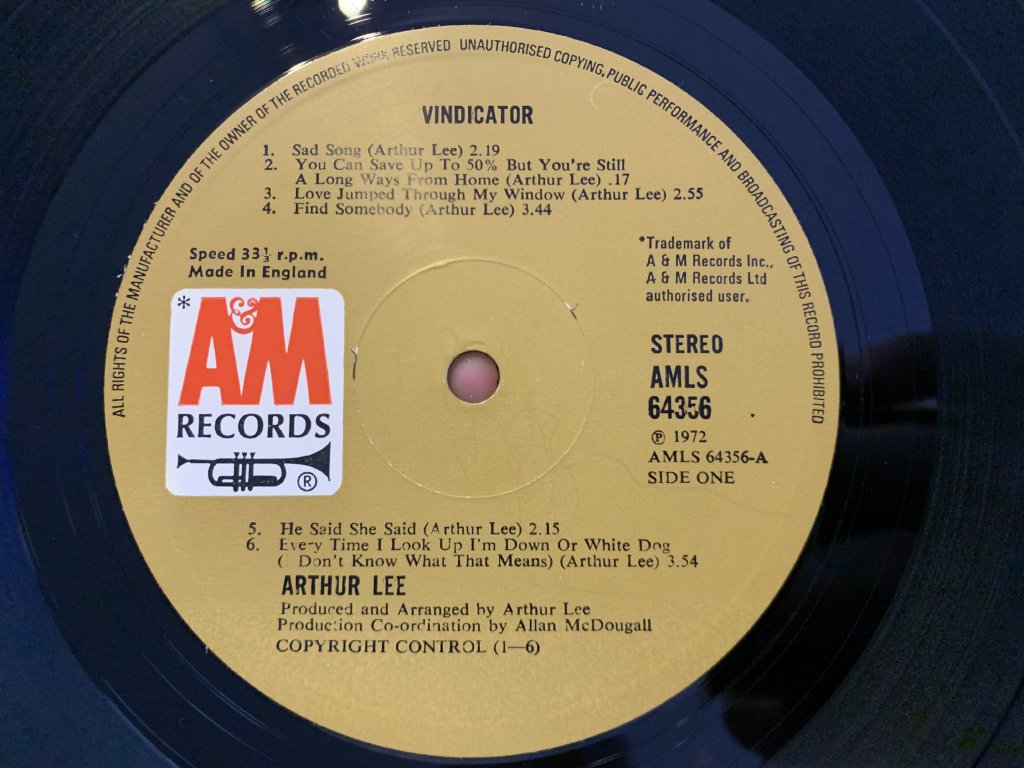 ALL RIGHTS OF THE MANUFACTURER AND OF THE OWNER OF THE RECORDED WORK RESERVED UNAUTHORISED COPYING, PUBLIC PERFORMANCE AND BROADCASTING OF THIS RECORD PROHIBITED
VINDICATOR
1. Sad Song (Arthur Lee) 2.19
2. You Can Save Up To 50% But You're Still
A Long Ways From Home (Arthur Lee) .17
3. Love Jumped Through My Window (Arthur Lee) 2.55
4. Find Somebody (Arthur Lee) 3.44
Speed 33⅓ r.p.m.
Made In England
*Trademark of
A & M Records Inc.,
A & M Records Ltd
authorised user.
* A&M
RECORDS
®
STEREO
AMLS
64356
℗ 1972
AMLS 64356-A
SIDE ONE
5. He Said She Said (Arthur Lee) 2.15
6. Every Time I Look Up I'm Down Or White Dog
( Don't Know What That Means) (Arthur Lee) 3.54
ARTHUR LEE
Produced and Arranged by Arthur Lee
Production Co-ordination by Allan McDougall
COPYRIGHT CONTROL (1—6)